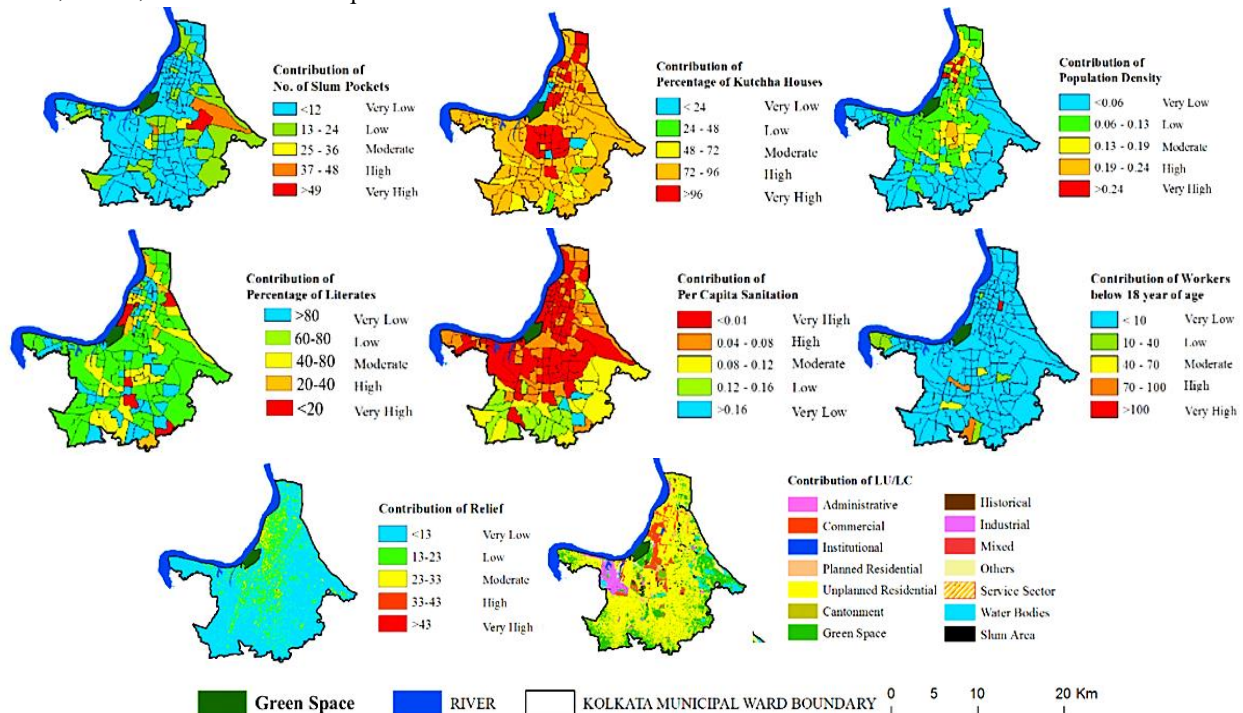 Contribution of
No. of Slum Pockets
<12 Very Low
13 - 24 Low
25 - 36 Moderate
37 - 48 High
>49 Very High
Contribution of
Percentage of Kutchha Houses
< 24 Very Low
24 - 48 Low
48 - 72 Moderate
72 - 96 High
>96 Very High
Contribution of
Population Density
<0.06 Very Low
0.06 - 0.13 Low
0.13 - 0.19 Moderate
0.19 - 0.24 High
>0.24 Very High
Contribution of
Percentage of Literates
>80 Very Low
60-80 Low
40-80 Moderate
20-40 High
<20 Very High
Contribution of
Per Capita Sanitation
<0.04 Very High
0.04 - 0.08 High
0.08 - 0.12 Moderate
0.12 - 0.16 Low
>0.16 Very Low
Contribution of Workers
below 18 year of age
< 10 Very Low
10 - 40 Low
40 - 70 Moderate
70 - 100 High
>100 Very High
Contribution of Relief
<13 Very Low
13-23 Low
23-33 Moderate
33-43 High
>43 Very High
Contribution of LU/LC
Administrative
Commercial
Institutional
Planned Residential
Unplanned Residential
Cantonment
Green Space
Historical
Industrial
Mixed
Others
Service Sector
Water Bodies
Slum Area
Green Space RIVER KOLKATA MUNICIPAL WARD BOUNDARY 0 5 10 20 Km